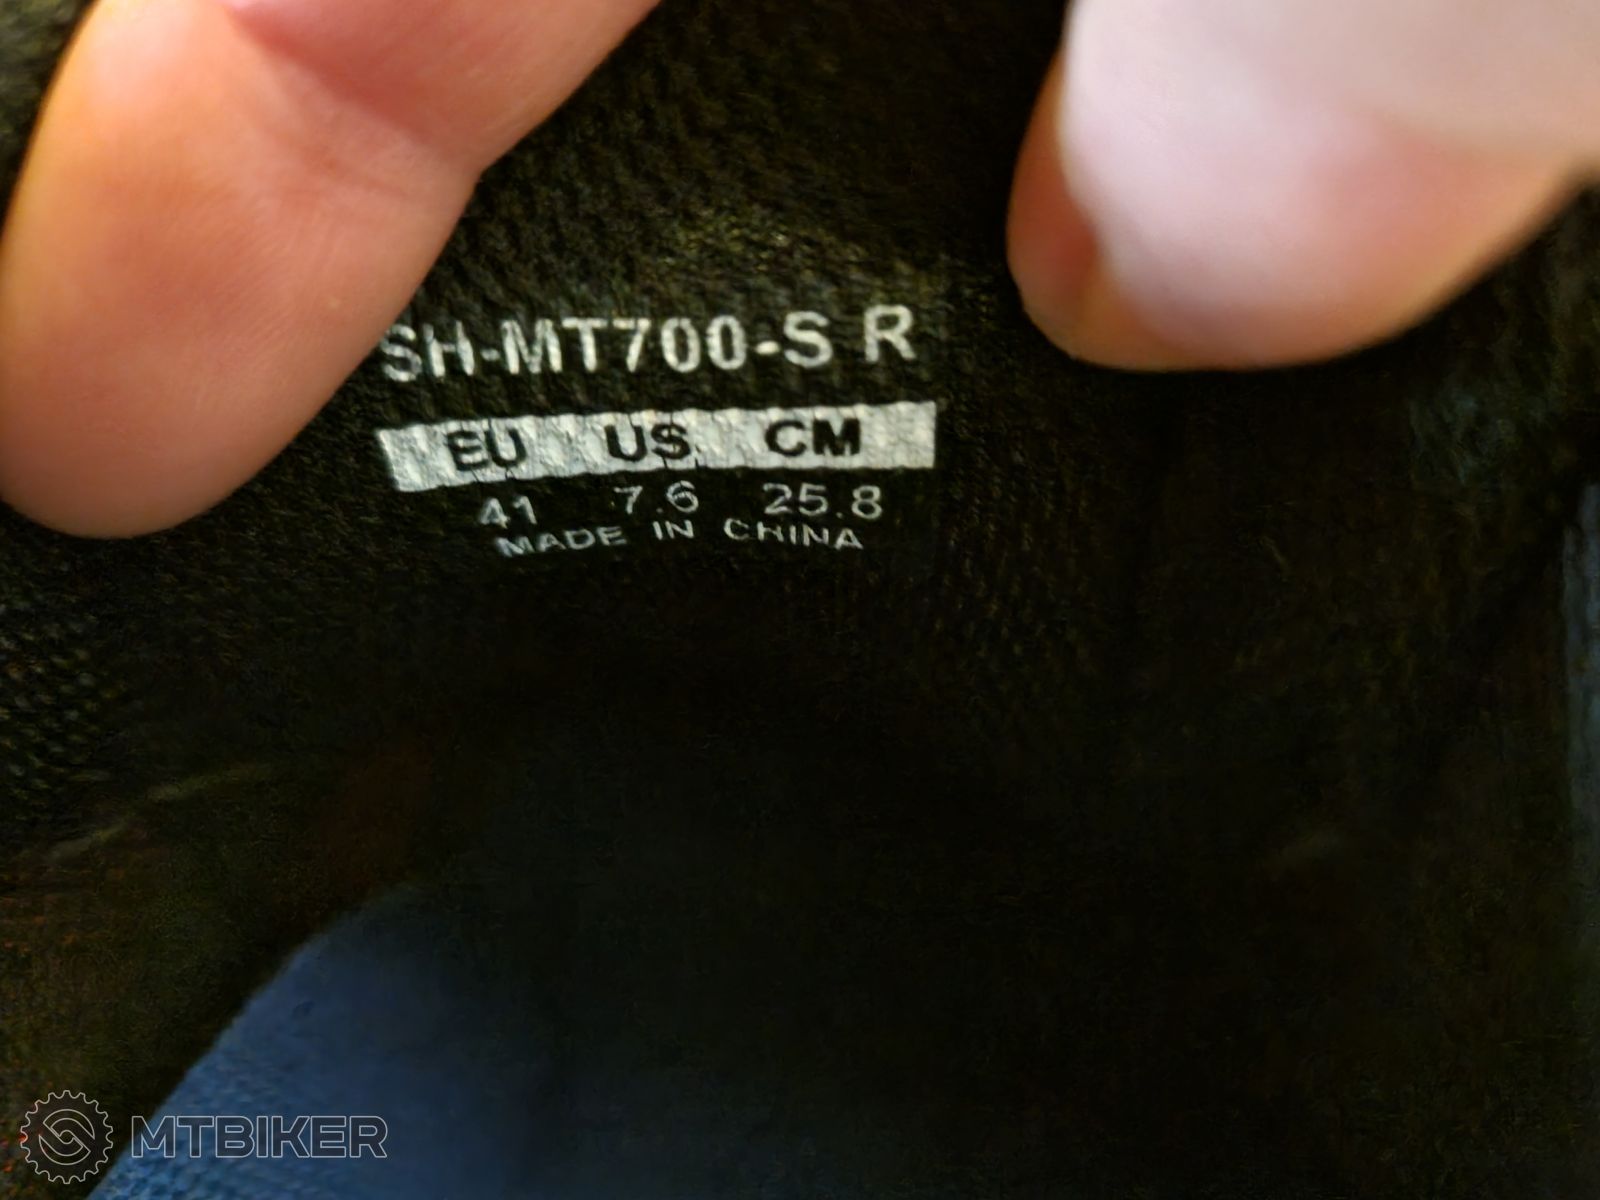 SH-MT700-S R
EU US CM
41 7.6 25.8
MADE IN CHINA
MTBIKER